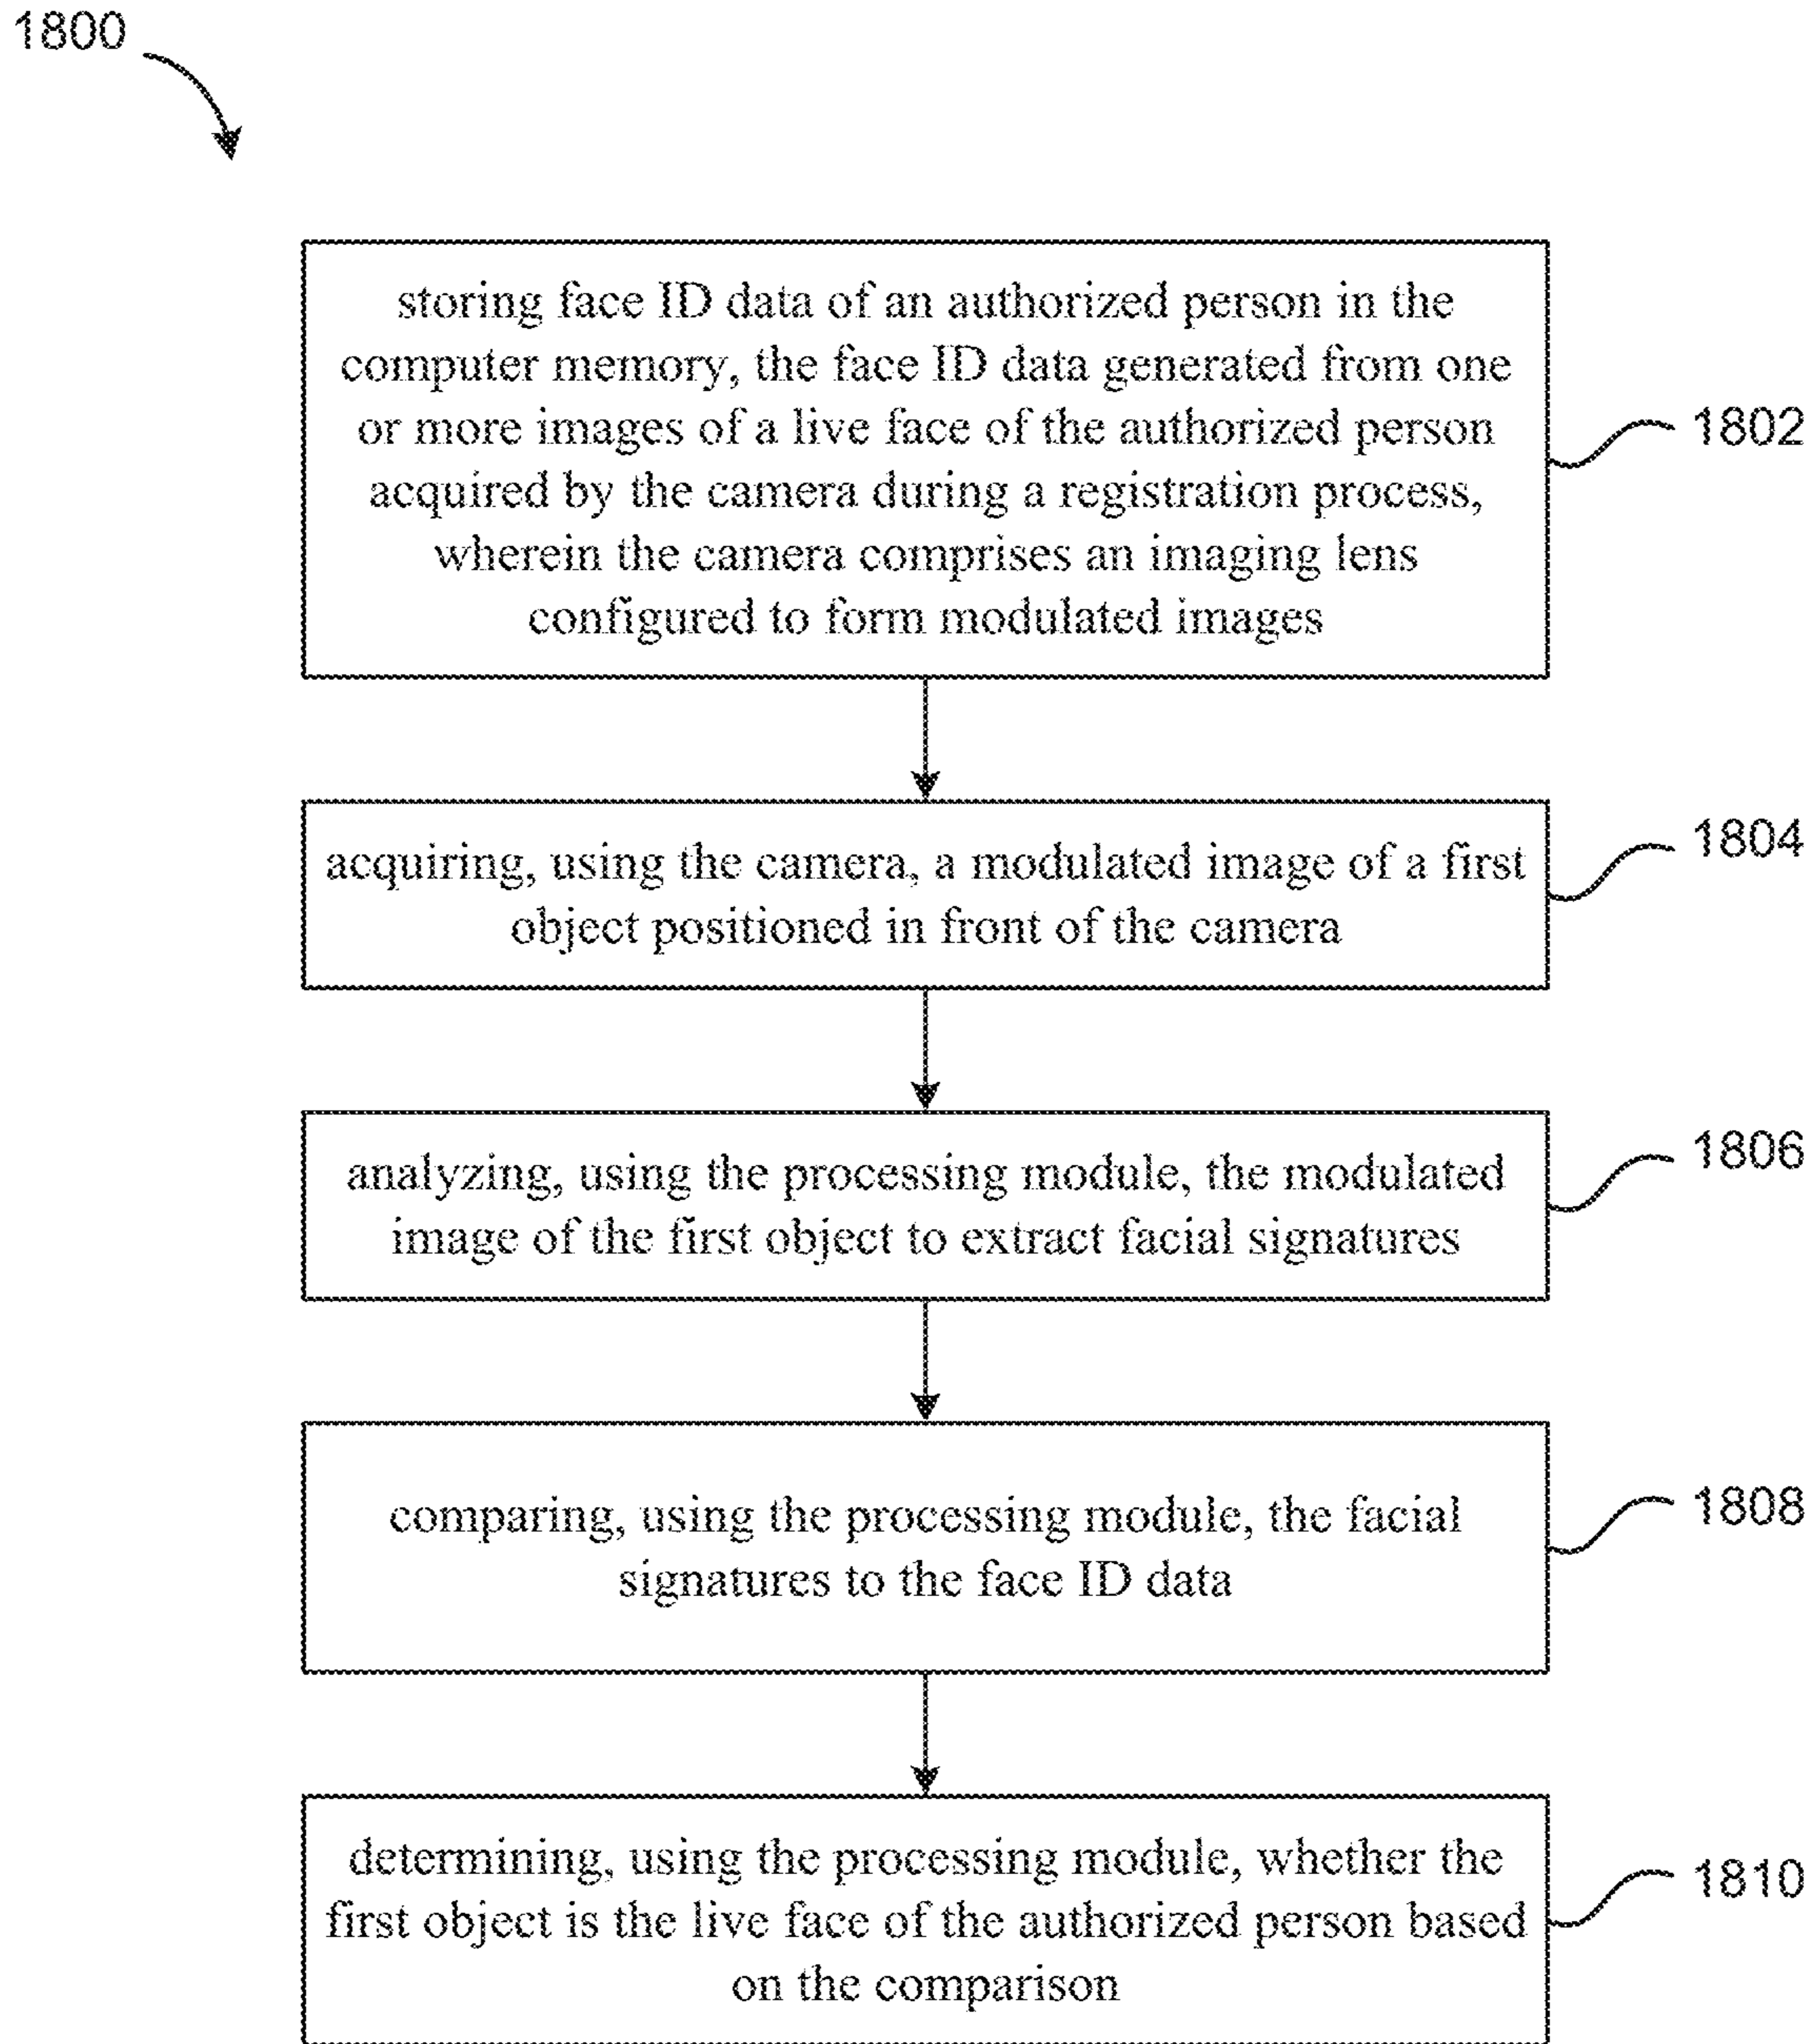 1800
storing face ID data of an authorized person in the
computer memory, the face ID data generated from one
or more images of a live face of the authorized person
acquired by the camera during a registration process,
wherein the camera comprises an imaging lens
configured to form modulated images
1802
acquiring, using the camera, a modulated image of a first
object positioned in front of the camera
1804
analyzing, using the processing module, the modulated
image of the first object to extract facial signatures
1806
comparing, using the processing module, the facial
signatures to the face ID data
1808
determining, using the processing module, whether the
first object is the live face of the authorized person based
on the comparison
1810